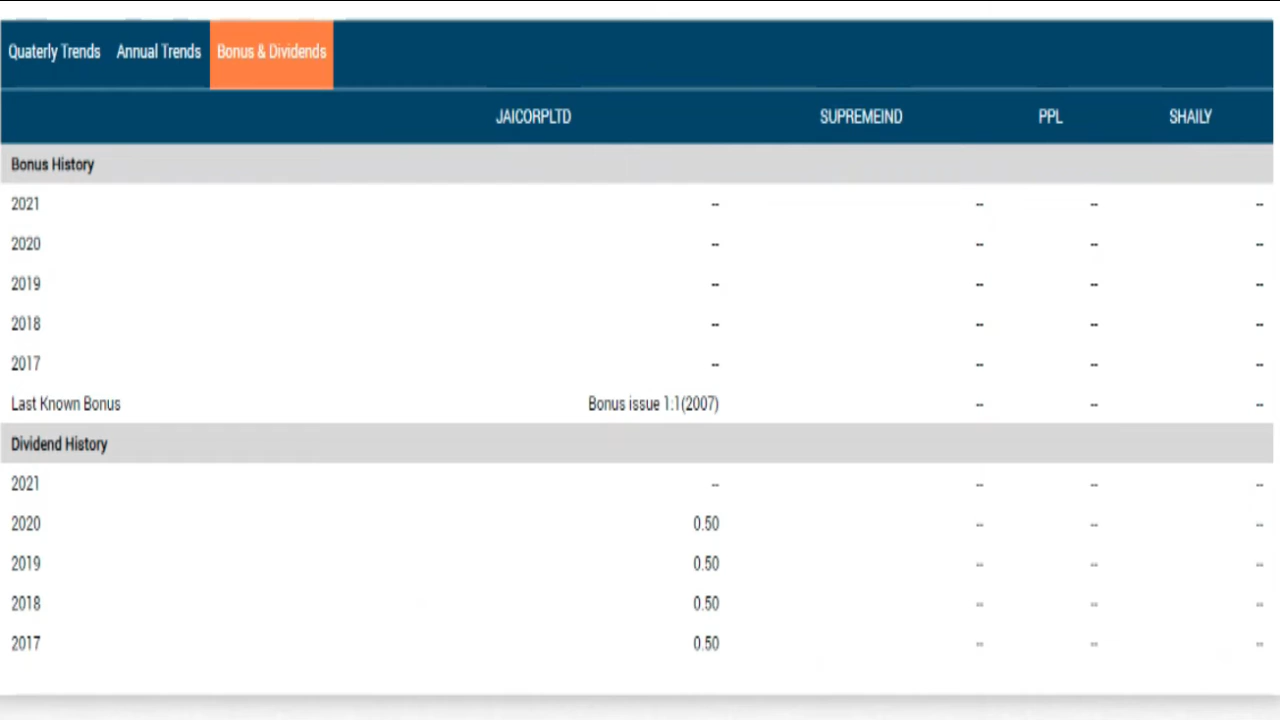 Quaterly Trends Annual Trends Bonus & Dividends
JAICORPLTD SUPREMEIND PPL SHAILY
Bonus History
2021 -- -- -- --
2020 -- -- -- --
2019 -- -- -- --
2018 -- -- -- --
2017 -- -- -- --
Last Known Bonus Bonus issue 1:1(2007) -- -- --
Dividend History
2021 -- -- -- --
2020 0.50 -- -- --
2019 0.50 -- -- --
2018 0.50 -- -- --
2017 0.50 -- -- --